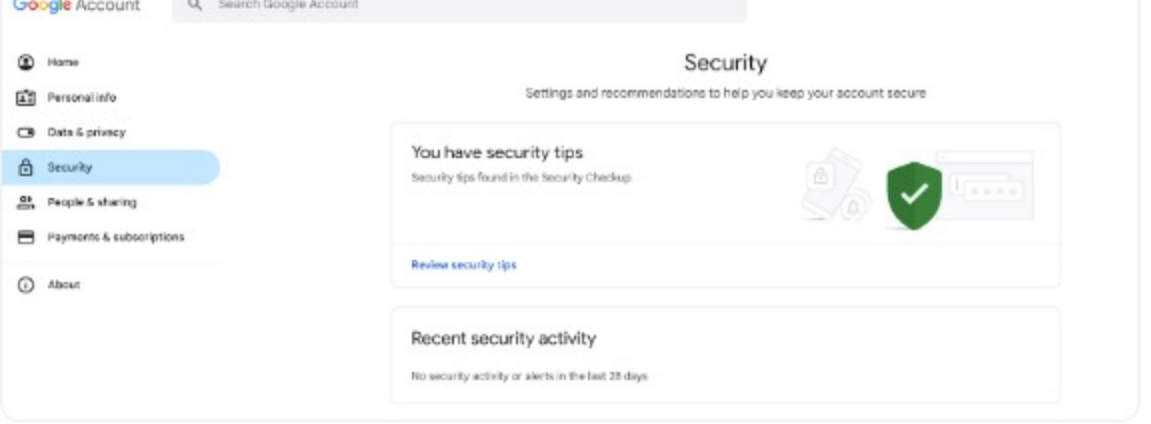 Google Account
Search Google Account
Home
Personal info
Data & privacy
Security
People & sharing
Payments & subscriptions
About
Security
Settings and recommendations to help you keep your account secure
You have security tips
Security tips found in the Security Checkup
Review security tips
Recent security activity
No security activity or alerts in the last 28 days